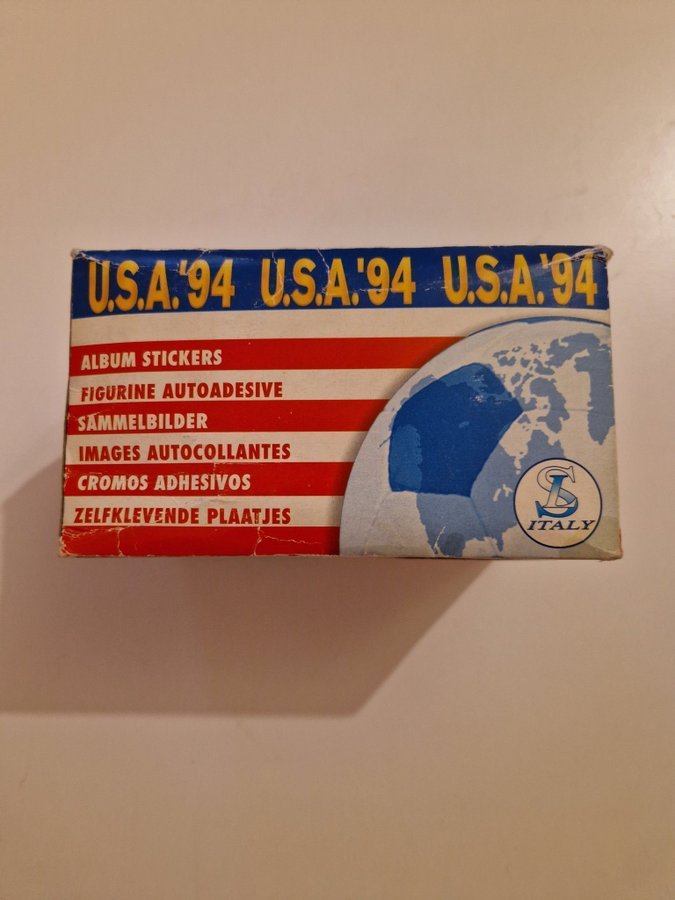 U.S.A.'94 U.S.A.'94 U.S.A.'94
ALBUM STICKERS
FIGURINE AUTOADESIVE
SAMMELBILDER
IMAGES AUTOCOLLANTES
CROMOS ADHESIVOS
ZELFKLEVENDE PLAATJES
SL
ITALY